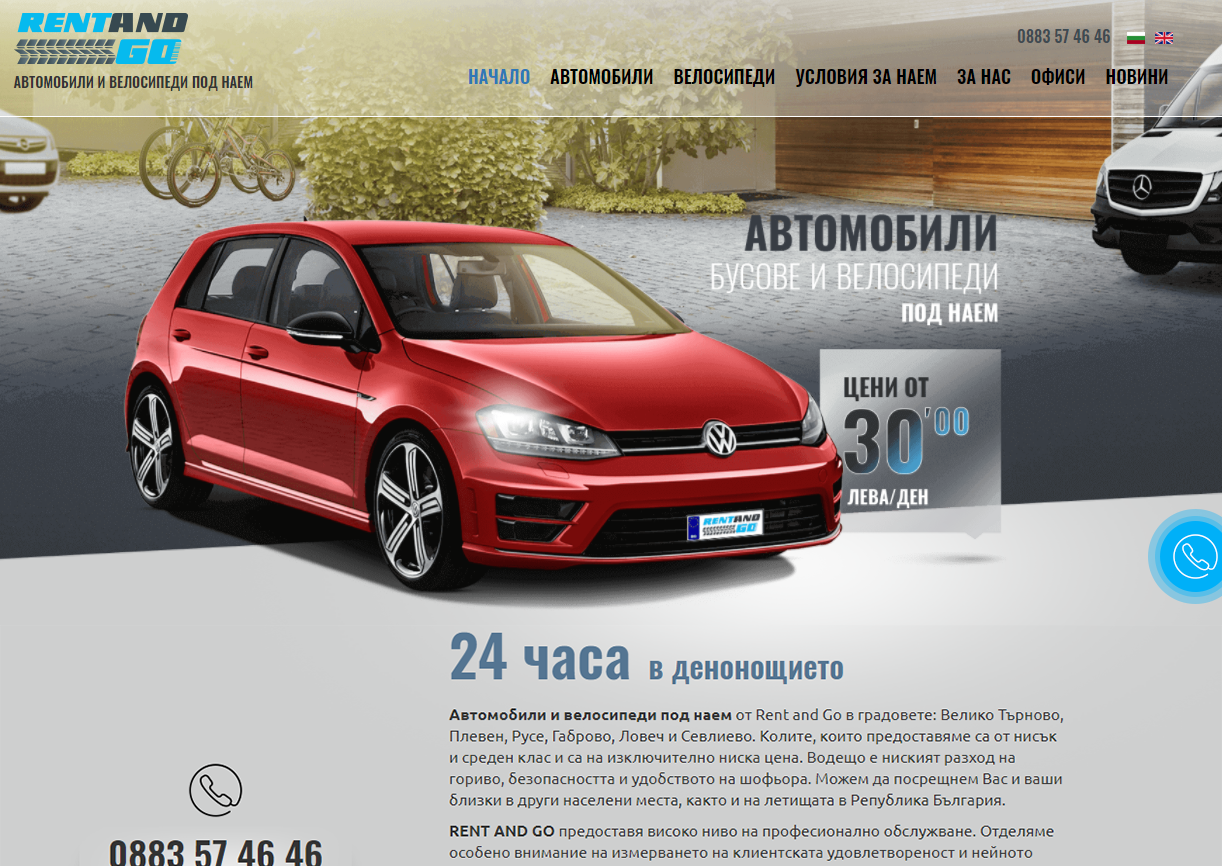 RENTAND
GO
АВТОМОБИЛИ И ВЕЛОСИПЕДИ ПОД НАЕМ
0883 57 46 46
НАЧАЛО АВТОМОБИЛИ ВЕЛОСИПЕДИ УСЛОВИЯ ЗА НАЕМ ЗА НАС ОФИСИ НОВИНИ
АВТОМОБИЛИ
БУСОВЕ И ВЕЛОСИПЕДИ
ПОД НАЕМ
ЦЕНИ ОТ
30'00
ЛЕВА/ДЕН
RENTAND
GO
24 часа в денонощието
Автомобили и велосипеди под наем от Rent and Go в градовете: Велико Търново,
Плевен, Русе, Габрово, Ловеч и Севлиево. Колите, които предоставяме са от нисък
и среден клас и са на изключително ниска цена. Водещо е ниският разход на
гориво, безопасността и удобството на шофьора. Можем да посрещнем Вас и ваши
близки в други населени места, както и на летищата в Република България.
RENT AND GO предоставя високо ниво на професионално обслужване. Отделяме
особено внимание на измерването на клиентската удовлетвореност и нейното
0883 57 46 46